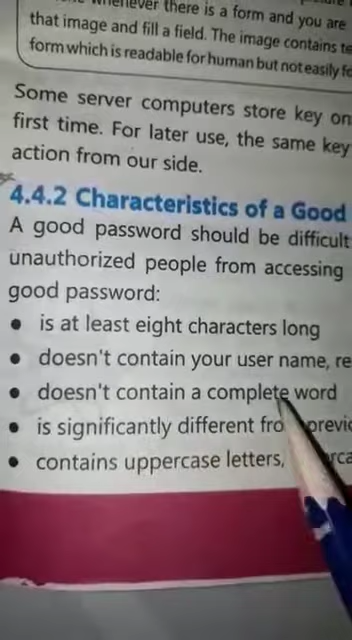 whenever there is a form and you are
that image and fill a field. The image contains
form which is readable for human but not easily
Some server computers store key on
first time. For later use, the same key
action from our side.
4.4.2 Characteristics of a Good
A good password should be difficult
unauthorized people from accessing
good password:
• is at least eight characters long
• doesn't contain your user name,
• doesn't contain a complete word
• is significantly different
• contains uppercase letters,